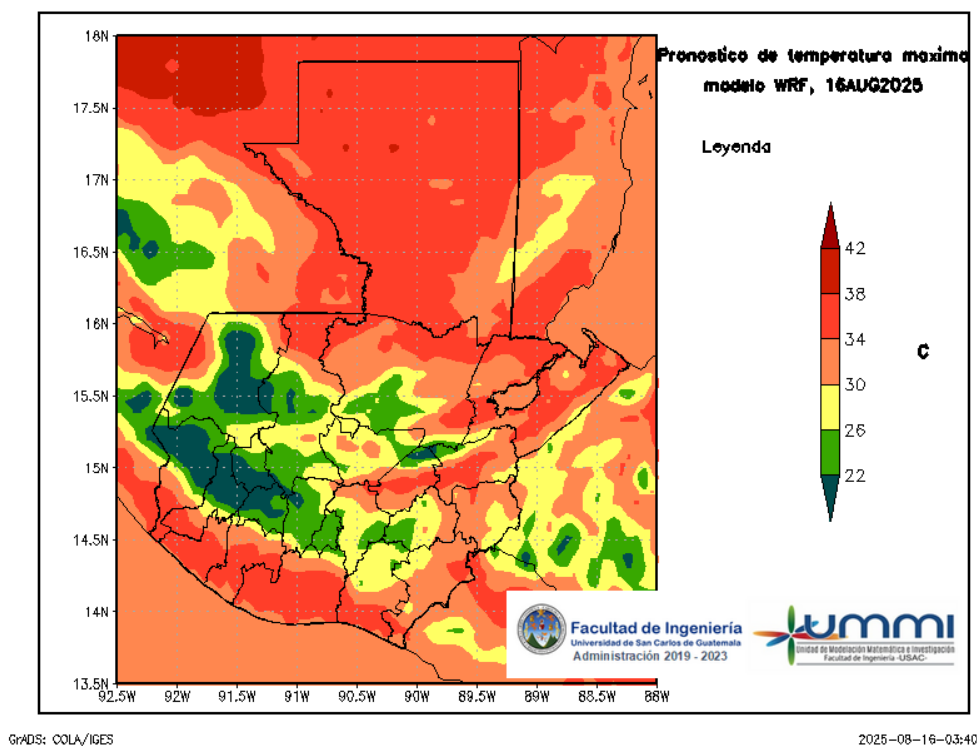 Pronostico de temperatura maxima
modelo WRF, 16AUG2025
Leyenda
42
38
34
30
26
22
C
18N
17.5N
17N
16.5N
16N
15.5N
15N
14.5N
14N
13.5N
92.5W
92W
91.5W
91W
90.5W
90W
89.5W
89W
88.5W
88W
Facultad de Ingeniería
Universidad de San Carlos de Guatemala
Administración 2019 - 2023
ummi
Unidad de Modelación Matemática e Investigación
Facultad de Ingeniería -USAC-
GrADS: COLA/IGES
2025-08-16-03:40